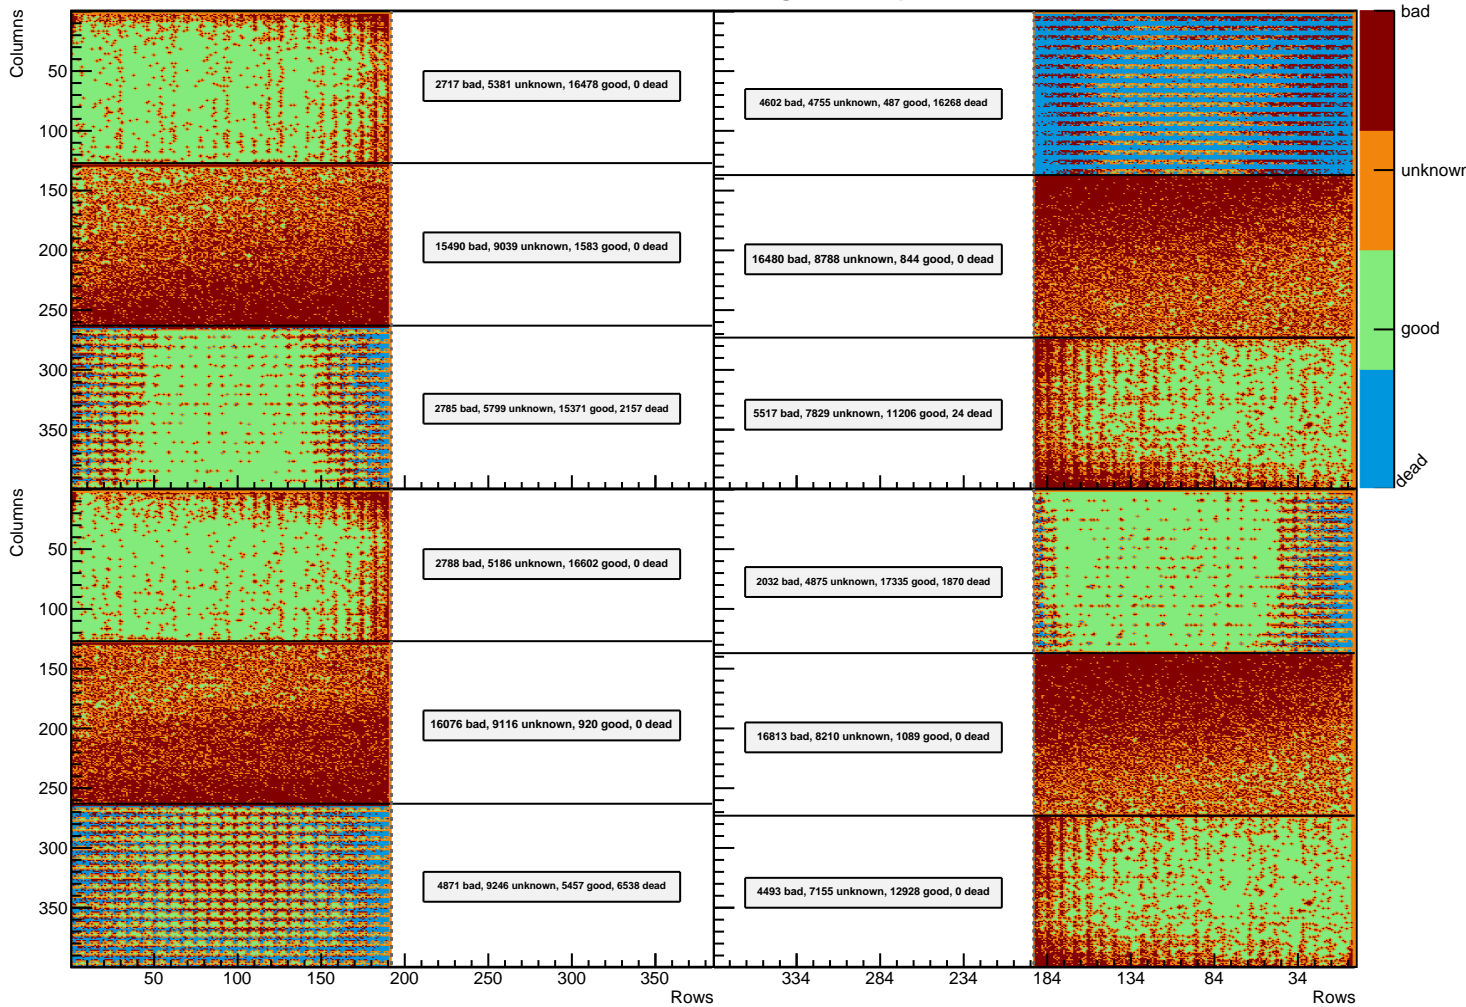 Columns
50
100
150
200
250
300
350
2717 bad, 5381 unknown, 16478 good, 0 dead
15490 bad, 9039 unknown, 1583 good, 0 dead
2785 bad, 5799 unknown, 15371 good, 2157 dead
4602 bad, 4755 unknown, 487 good, 16268 dead
16480 bad, 8788 unknown, 844 good, 0 dead
5517 bad, 7829 unknown, 11206 good, 24 dead
bad
unknown
good
dead
Columns
50
100
150
200
250
300
350
2788 bad, 5186 unknown, 16602 good, 0 dead
16076 bad, 9116 unknown, 920 good, 0 dead
4871 bad, 9246 unknown, 5457 good, 6538 dead
2032 bad, 4875 unknown, 17335 good, 1870 dead
16813 bad, 8210 unknown, 1089 good, 0 dead
4493 bad, 7155 unknown, 12928 good, 0 dead
50 100 150 200 250 300 350
Rows
334 284 234 184 134 84 34
Rows